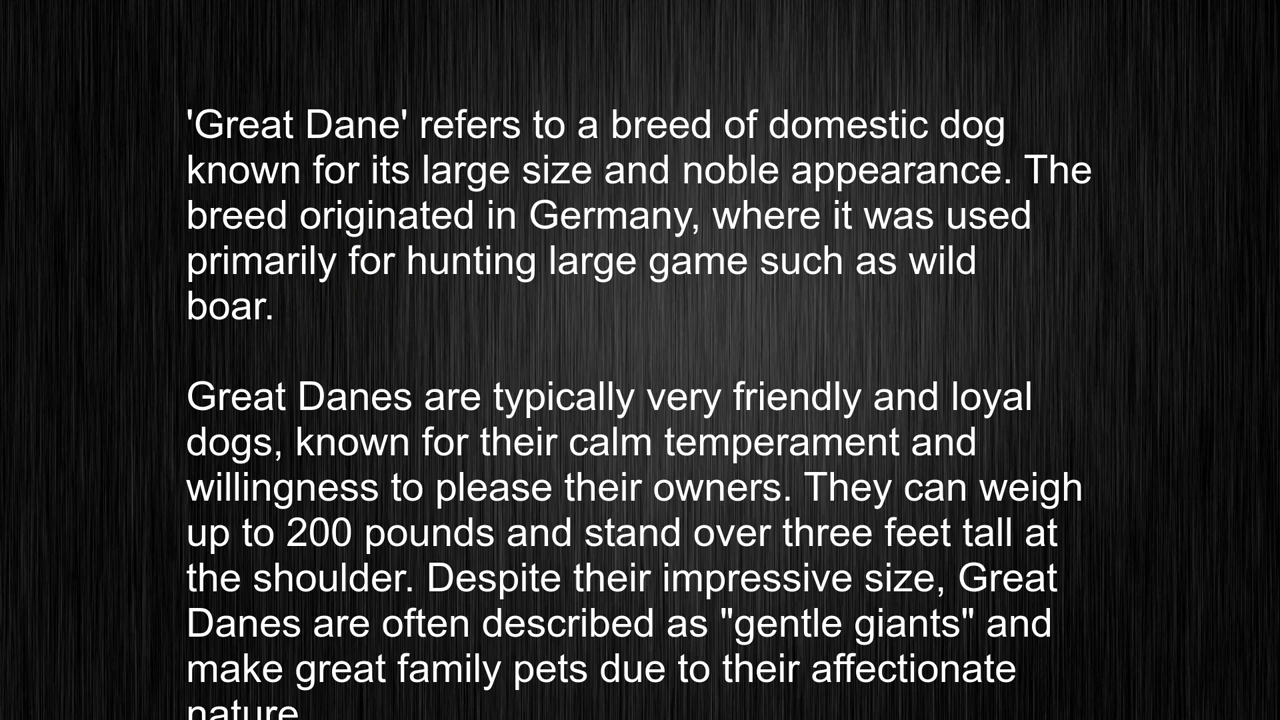 'Great Dane' refers to a breed of domestic dog
known for its large size and noble appearance. The
breed originated in Germany, where it was used
primarily for hunting large game such as wild
boar.
Great Danes are typically very friendly and loyal
dogs, known for their calm temperament and
willingness to please their owners. They can weigh
up to 200 pounds and stand over three feet tall at
the shoulder. Despite their impressive size, Great
Danes are often described as "gentle giants" and
make great family pets due to their affectionate
nature.